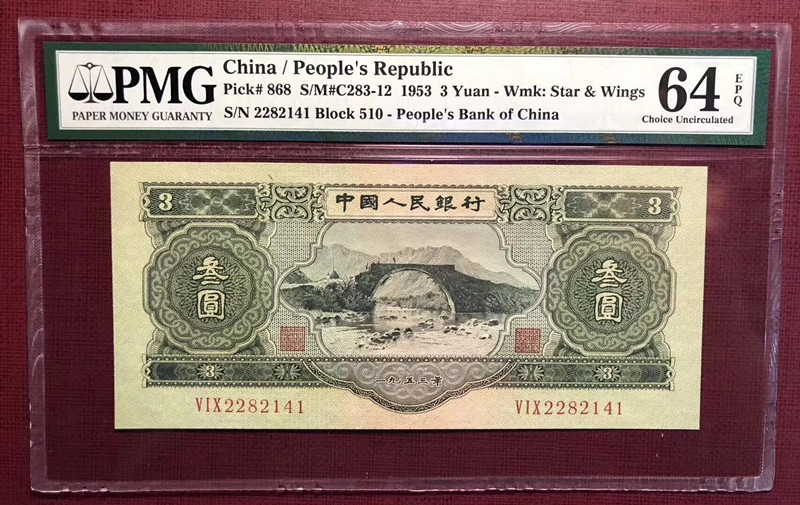 PMG
PAPER MONEY GUARANTY
China / People's Republic
Pick# 868 S/M#C283-12 1953 3 Yuan - Wmk: Star & Wings
S/N 2282141 Block 510 - People's Bank of China
64 EPQ
Choice Uncirculated
3 中國人民銀行 3
叁圓 叁圓
3 一九五三年 3
VIX2282141 VIX2282141